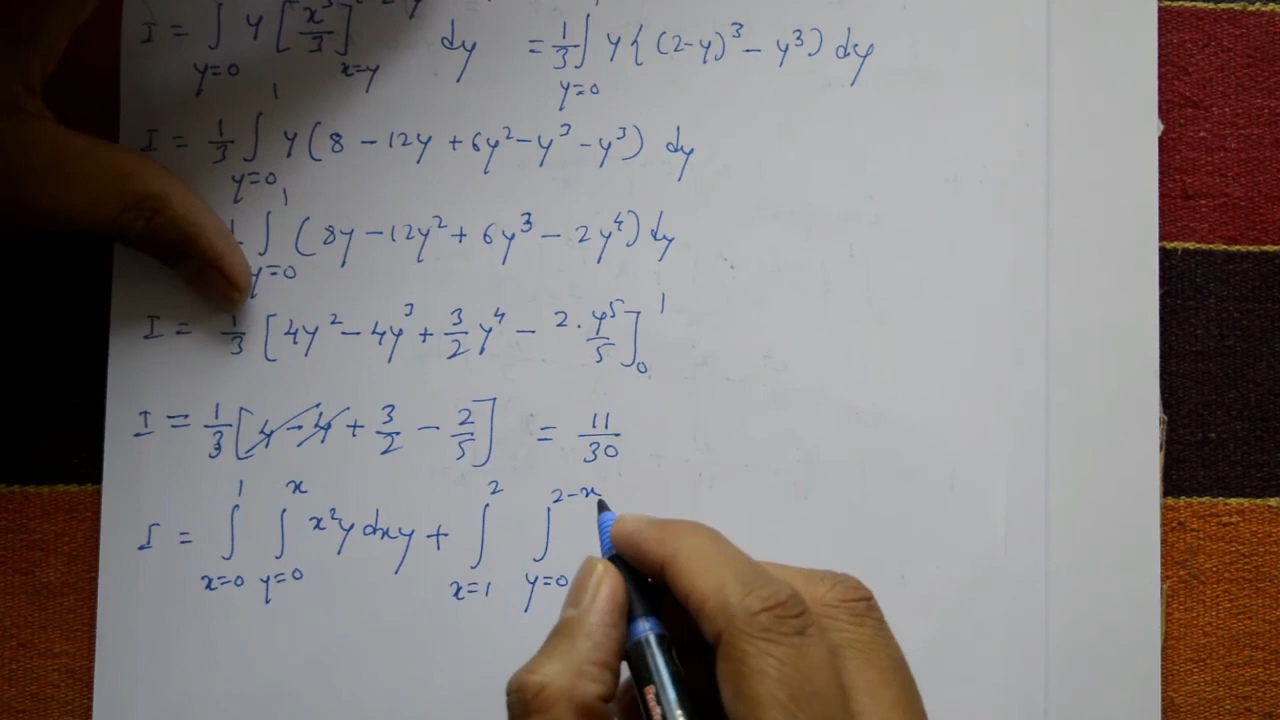 I = ∫ y=0 y [x³/3] x=y dy = 1/3 ∫ y=0 y{(2-y)³ - y³) dy
I = 1/3 ∫ y=0 1 y(8 - 12y + 6y² - y³ - y³) dy
∫ y=0 1 (8y - 12y² + 6y³ - 2y⁴) dy
I = 1/3 [4y² - 4y³ + 3/2 y⁴ - 2·y⁵/5] 0 1
I = 1/3 [4 - 4 + 3/2 - 2/5] = 11/30
I = ∫ x=0 1 ∫ y=0 x x²y dxy + ∫ x=1 2 ∫ y=0 2-x